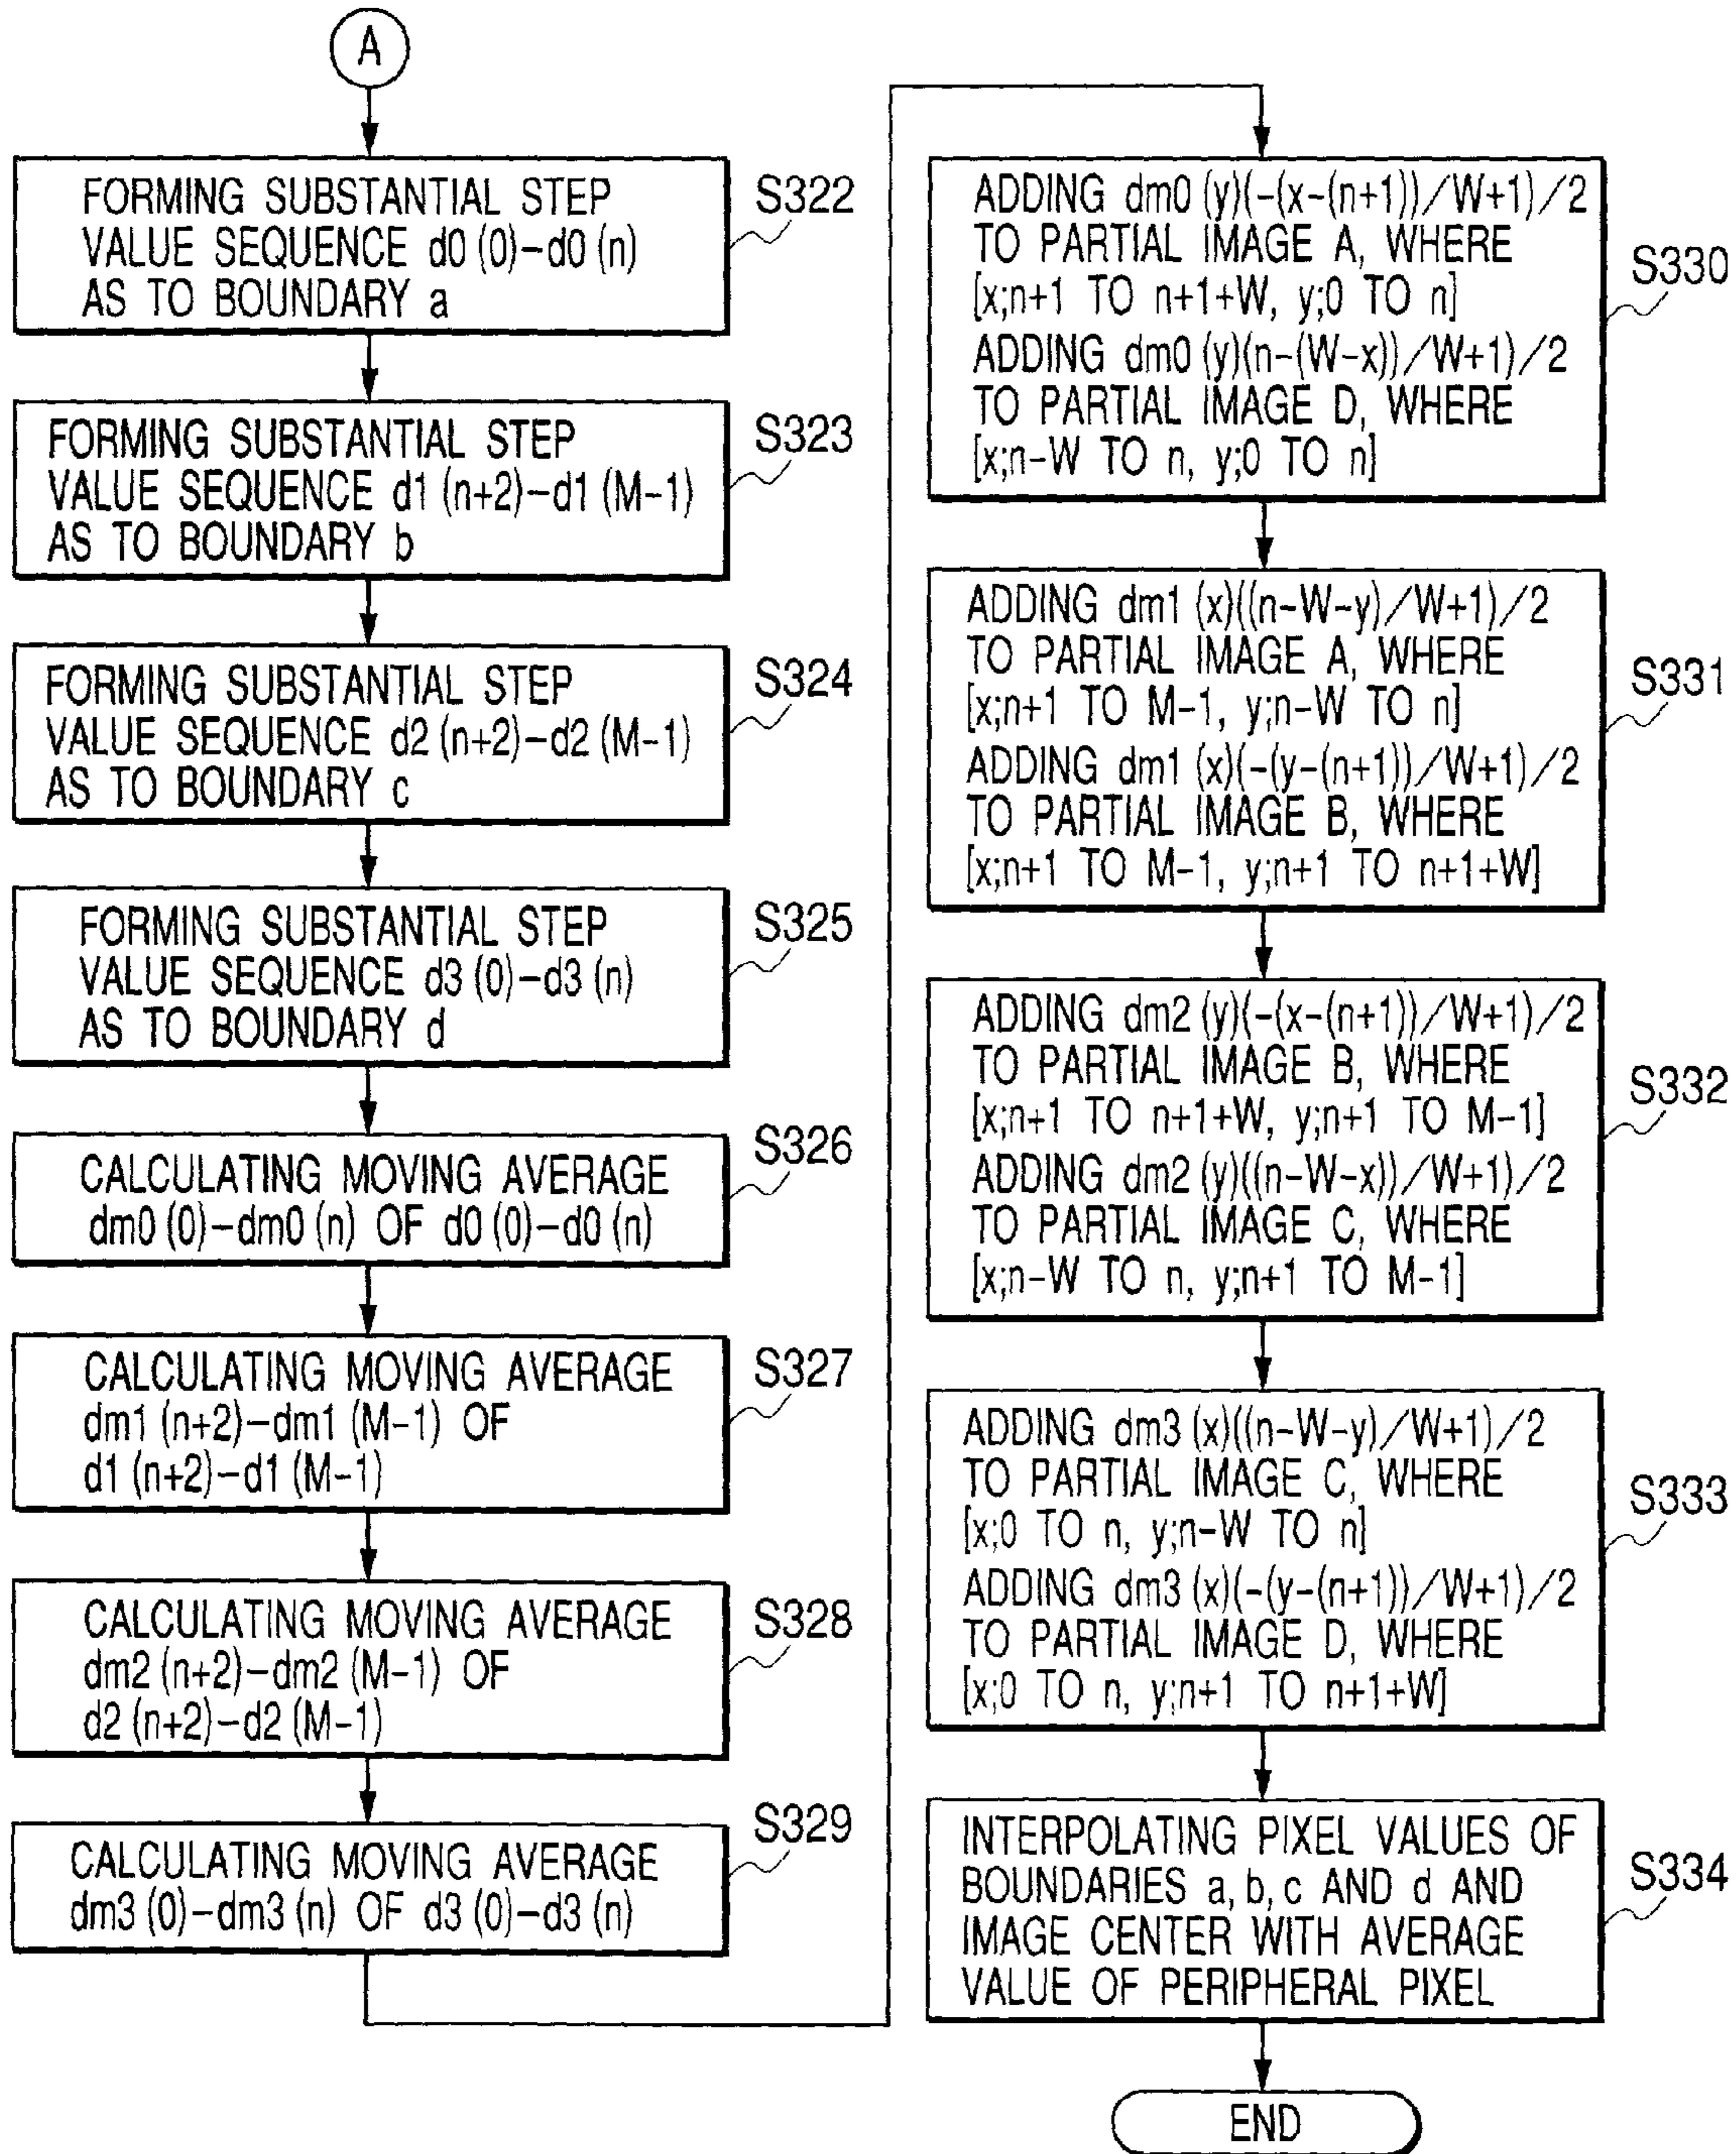 A
FORMING SUBSTANTIAL STEP
VALUE SEQUENCE d0(0)-d0(n)
AS TO BOUNDARY a
S322
FORMING SUBSTANTIAL STEP
VALUE SEQUENCE d1(n+2)-d1(M-1)
AS TO BOUNDARY b
S323
FORMING SUBSTANTIAL STEP
VALUE SEQUENCE d2(n+2)-d2(M-1)
AS TO BOUNDARY c
S324
FORMING SUBSTANTIAL STEP
VALUE SEQUENCE d3(0)-d3(n)
AS TO BOUNDARY d
S325
CALCULATING MOVING AVERAGE
dm0(0)-dm0(n) OF d0(0)-d0(n)
S326
CALCULATING MOVING AVERAGE
dm1(n+2)-dm1(M-1) OF
d1(n+2)-d1(M-1)
S327
CALCULATING MOVING AVERAGE
dm2(n+2)-dm2(M-1) OF
d2(n+2)-d2(M-1)
S328
CALCULATING MOVING AVERAGE
dm3(0)-dm3(n) OF d3(0)-d3(n)
S329
ADDING dm0(y)(-(x-(n+1))/W+1)/2
TO PARTIAL IMAGE A, WHERE
[x;n+1 TO n+1+W, y;0 TO n]
ADDING dm0(y)(n-(W-x))/W+1)/2
TO PARTIAL IMAGE D, WHERE
[x;n-W TO n, y;0 TO n]
S330
ADDING dm1(x)((n-W-y)/W+1)/2
TO PARTIAL IMAGE A, WHERE
[x;n+1 TO M-1, y;n-W TO n]
ADDING dm1(x)(-(y-(n+1))/W+1)/2
TO PARTIAL IMAGE B, WHERE
[x;n+1 TO M-1, y;n+1 TO n+1+W]
S331
ADDING dm2(y)(-(x-(n+1))/W+1)/2
TO PARTIAL IMAGE B, WHERE
[x;n+1 TO n+1+W, y;n+1 TO M-1]
ADDING dm2(y)((n-W-x))/W+1)/2
TO PARTIAL IMAGE C, WHERE
[x;n-W TO n, y;n+1 TO M-1]
S332
ADDING dm3(x)((n-W-y)/W+1)/2
TO PARTIAL IMAGE C, WHERE
[x;0 TO n, y;n-W TO n]
ADDING dm3(x)(-(y-(n+1))/W+1)/2
TO PARTIAL IMAGE D, WHERE
[x;0 TO n, y;n+1 TO n+1+W]
S333
INTERPOLATING PIXEL VALUES OF
BOUNDARIES a, b, c AND d AND
IMAGE CENTER WITH AVERAGE
VALUE OF PERIPHERAL PIXEL
S334
END